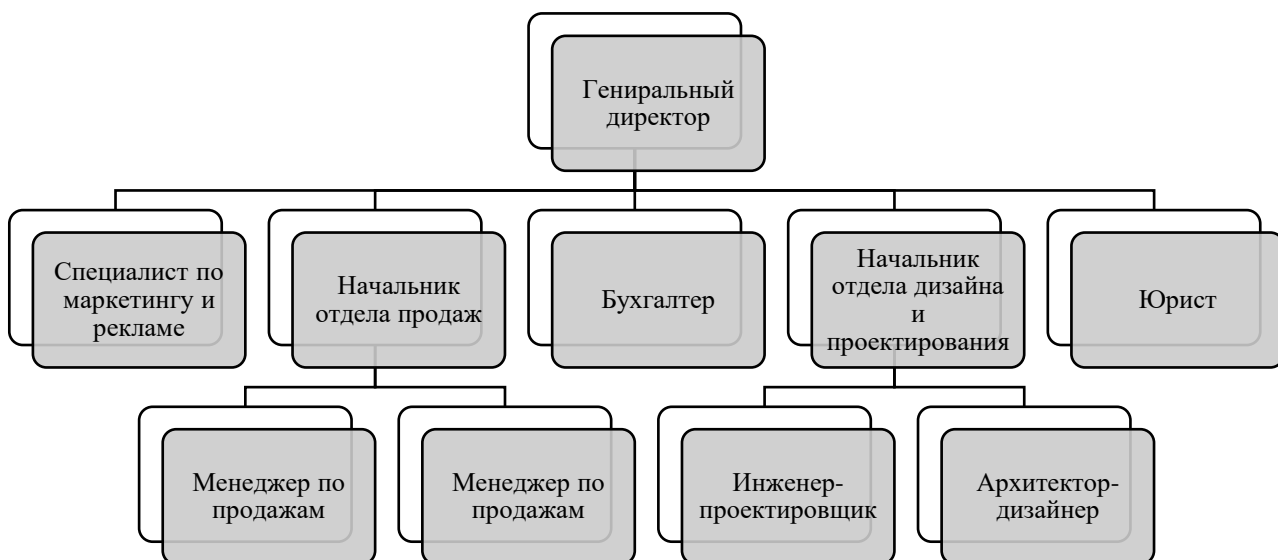 Гениральный
директор
Специалист по
маркетингу и
рекламе
Начальник
отдела продаж
Бухгалтер
Начальник
отдела дизайна
и
проектирования
Юрист
Менеджер по
продажам
Менеджер по
продажам
Инженер-
проектировщик
Архитектор-
дизайнер